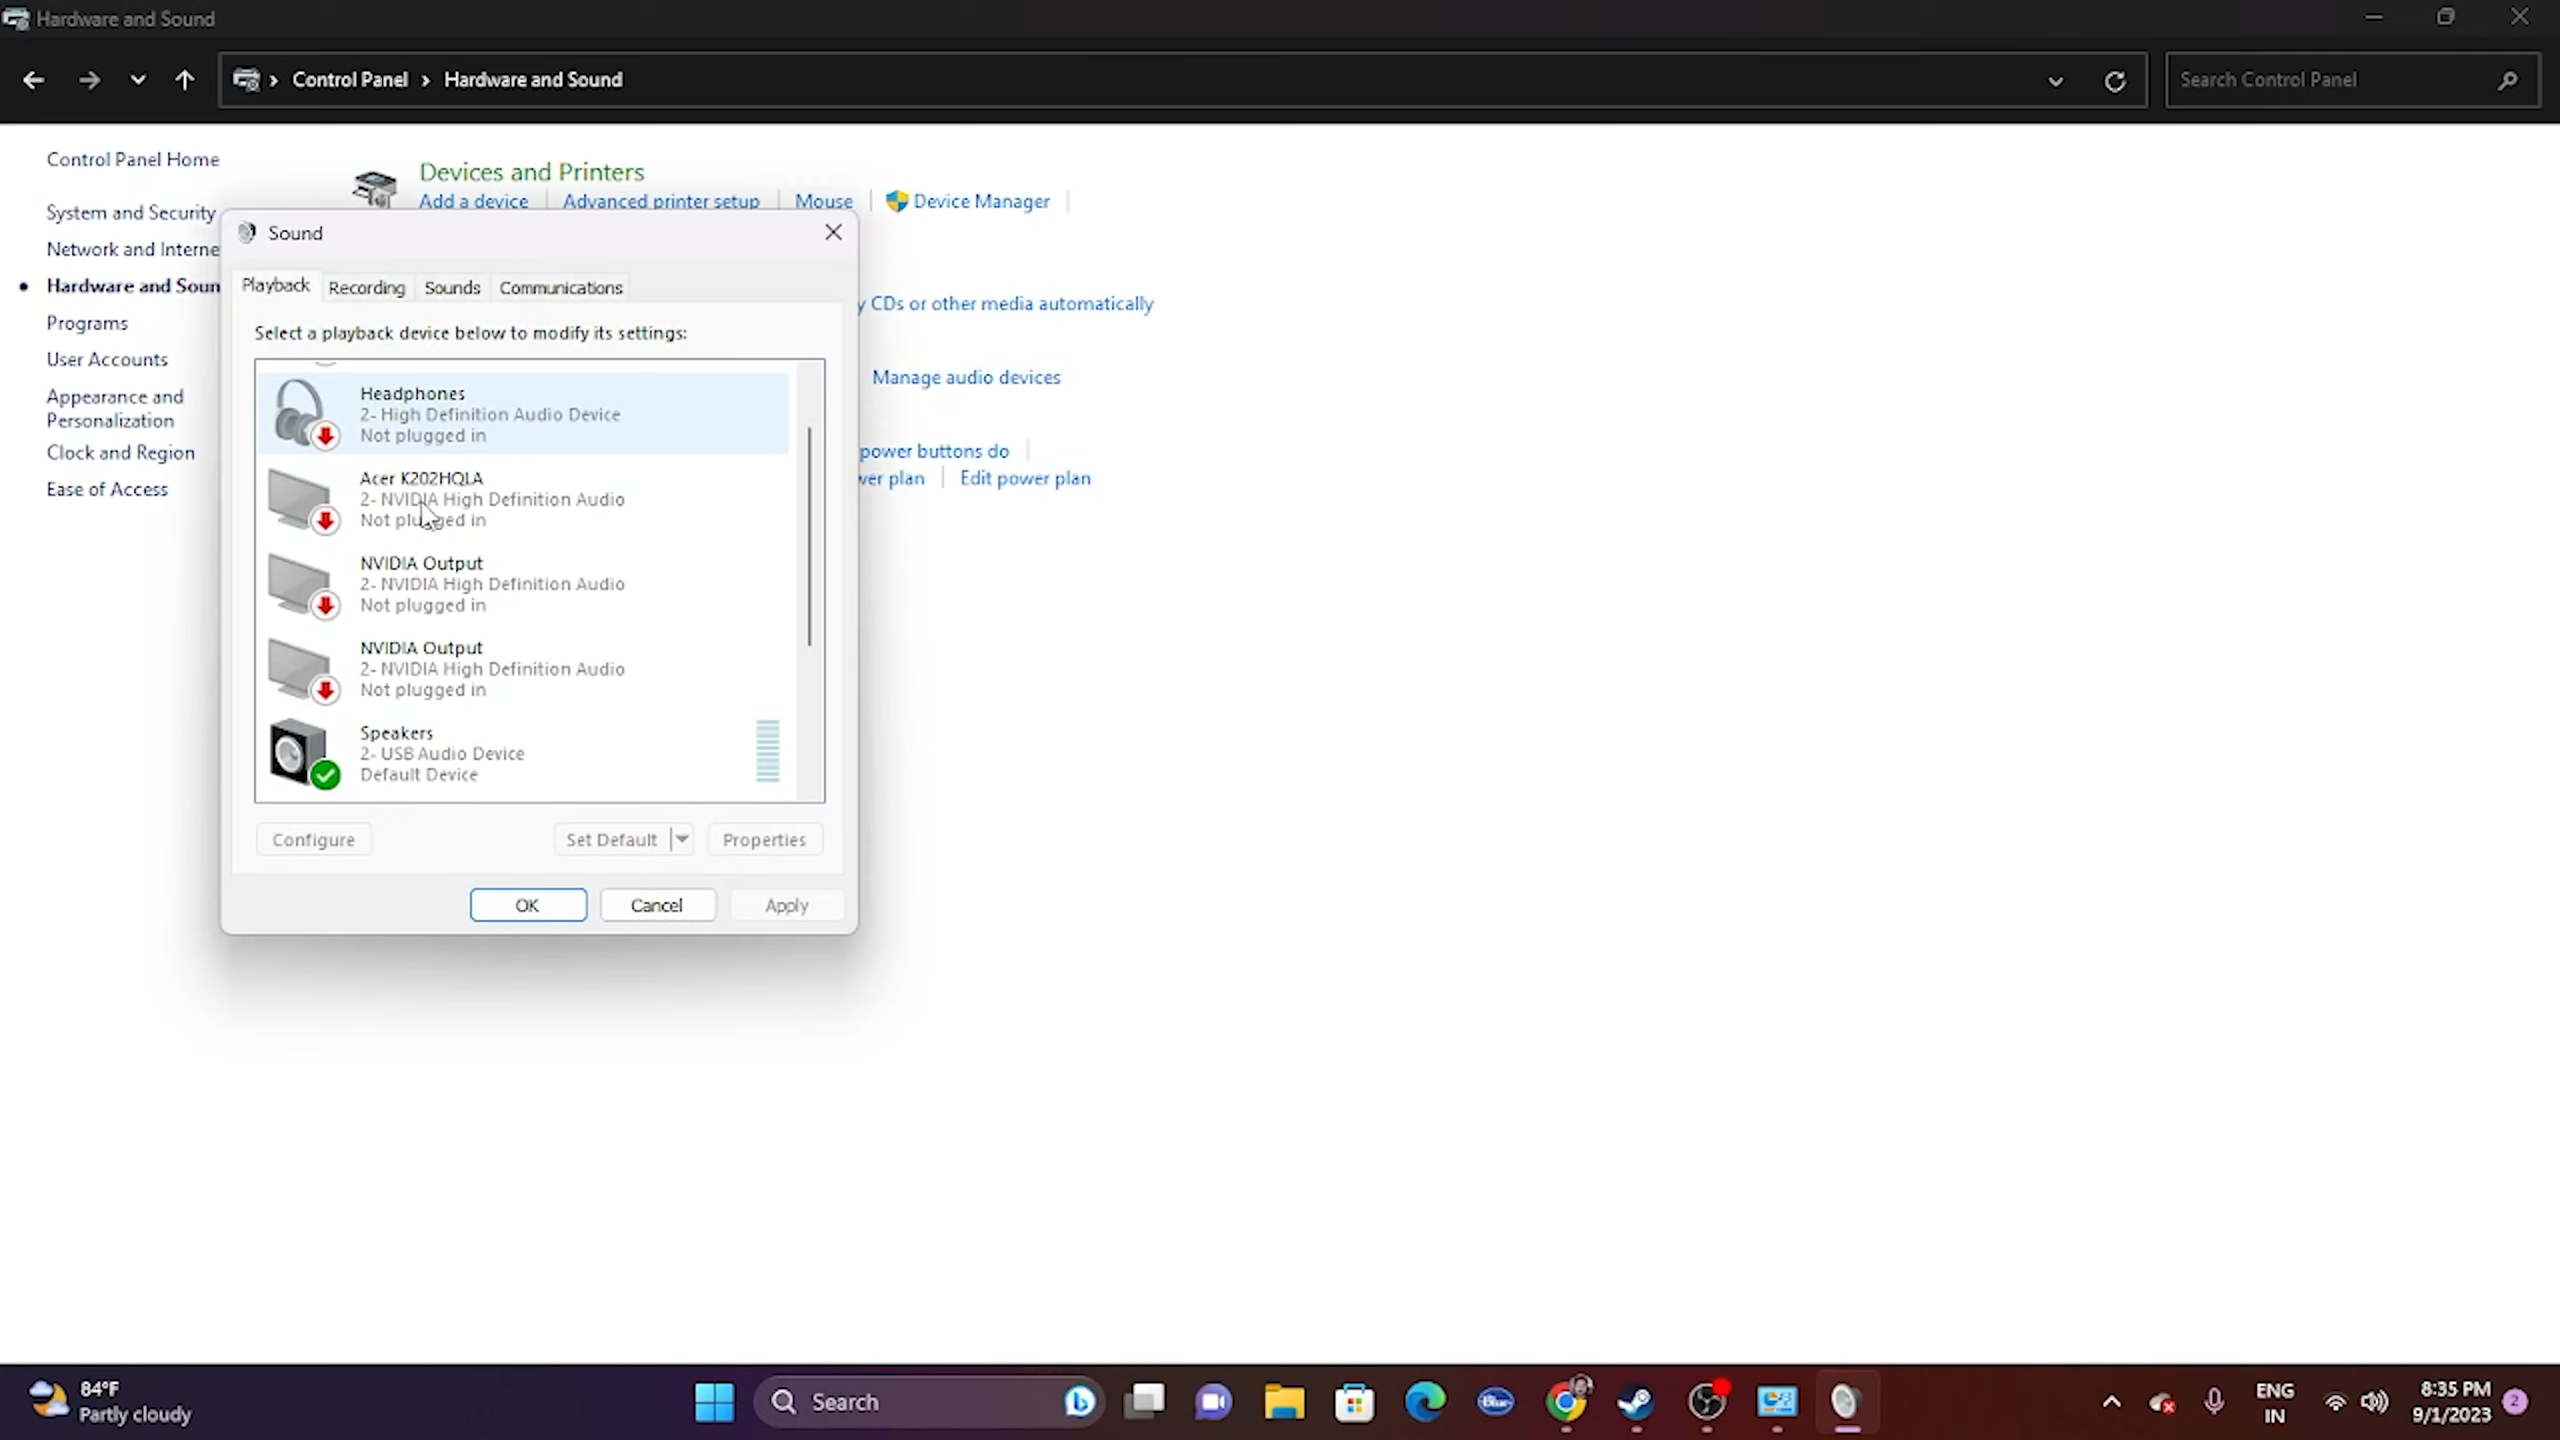 Hardware and Sound
Control Panel
Hardware and Sound
Search Control Panel
Control Panel Home
System and Security
Network and Interne
Hardware and Soun
Programs
User Accounts
Appearance and
Personalization
Clock and Region
Ease of Access
Devices and Printers
Add a device
Advanced printer setup
Mouse
Device Manager
y CDs or other media automatically
Manage audio devices
power buttons do
wer plan
Edit power plan
Sound
Playback
Recording
Sounds
Communications
Select a playback device below to modify its settings:
Headphones
2- High Definition Audio Device
Not plugged in
Acer K202HQLA
2- NVIDIA High Definition Audio
Not plugged in
NVIDIA Output
2- NVIDIA High Definition Audio
Not plugged in
NVIDIA Output
2- NVIDIA High Definition Audio
Not plugged in
Speakers
2- USB Audio Device
Default Device
Configure
Set Default
Properties
OK
Cancel
Apply
84°F
Partly cloudy
Search
Blue
ENG
IN
8:35 PM
9/1/2023
2